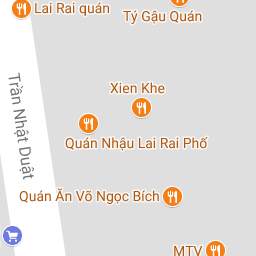 Lai Rai quán
Tý Gậu Quán
Xien Khe
Trần Nhật Duật
Quán Nhậu Lai Rai Phố
Quán Ăn Võ Ngọc Bích
MTV